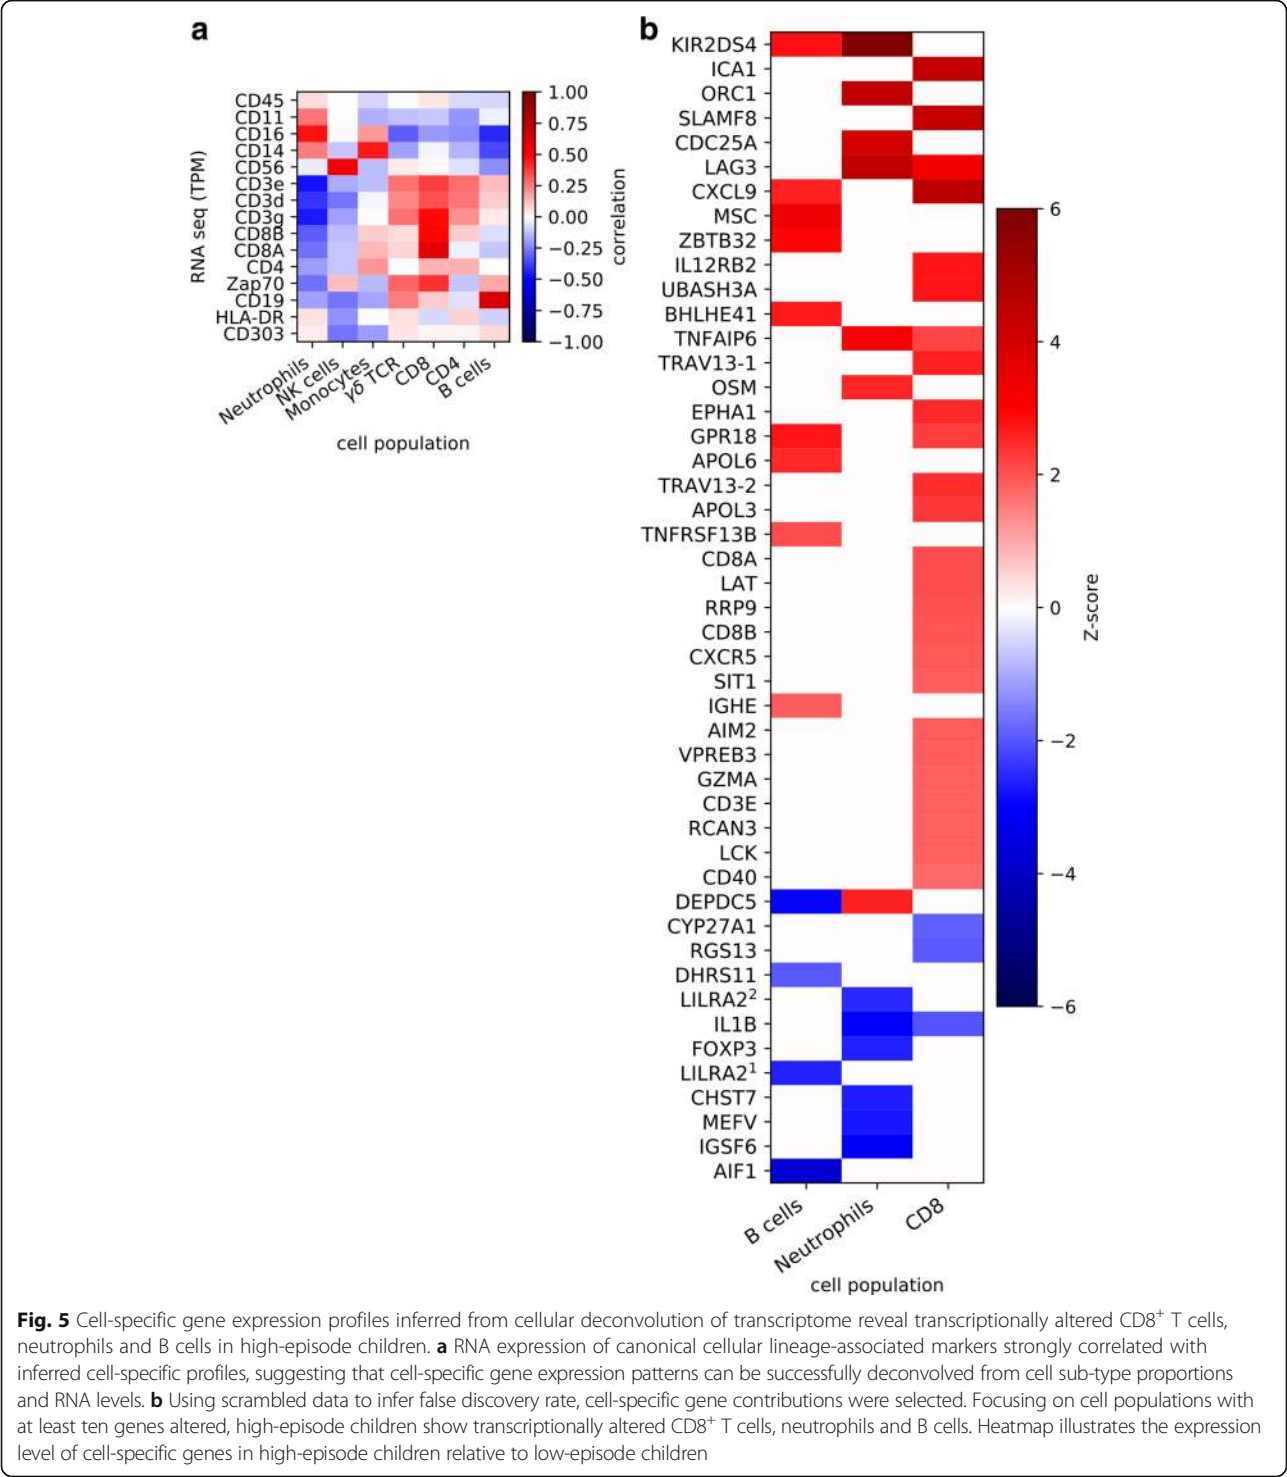 a
CD45
CD11
CD16
CD14
CD56
CD3e
CD3d
CD3g
CD8B
CD8A
CD4
Zap70
CD19
HLA-DR
CD303
RNA seq (TPM)
Neutrophils
NK cells
Monocytes
γδ TCR
CD8
CD4
B cells
cell population
1.00
0.75
0.50
0.25
0.00
−0.25
−0.50
−0.75
−1.00
correlation
b
KIR2DS4
ICA1
ORC1
SLAMF8
CDC25A
LAG3
CXCL9
MSC
ZBTB32
IL12RB2
UBASH3A
BHLHE41
TNFAIP6
TRAV13-1
OSM
EPHA1
GPR18
APOL6
TRAV13-2
APOL3
TNFRSF13B
CD8A
LAT
RRP9
CD8B
CXCR5
SIT1
IGHE
AIM2
VPREB3
GZMA
CD3E
RCAN3
LCK
CD40
DEPDC5
CYP27A1
RGS13
DHRS11
LILRA2²
IL1B
FOXP3
LILRA2¹
CHST7
MEFV
IGSF6
AIF1
B cells
Neutrophils
CD8
cell population
6
4
2
0
−2
−4
−6
Z-score
Fig. 5 Cell-specific gene expression profiles inferred from cellular deconvolution of transcriptome reveal transcriptionally altered CD8⁺ T cells,
neutrophils and B cells in high-episode children. a RNA expression of canonical cellular lineage-associated markers strongly correlated with
inferred cell-specific profiles, suggesting that cell-specific gene expression patterns can be successfully deconvolved from cell sub-type proportions
and RNA levels. b Using scrambled data to infer false discovery rate, cell-specific gene contributions were selected. Focusing on cell populations with
at least ten genes altered, high-episode children show transcriptionally altered CD8⁺ T cells, neutrophils and B cells. Heatmap illustrates the expression
level of cell-specific genes in high-episode children relative to low-episode children